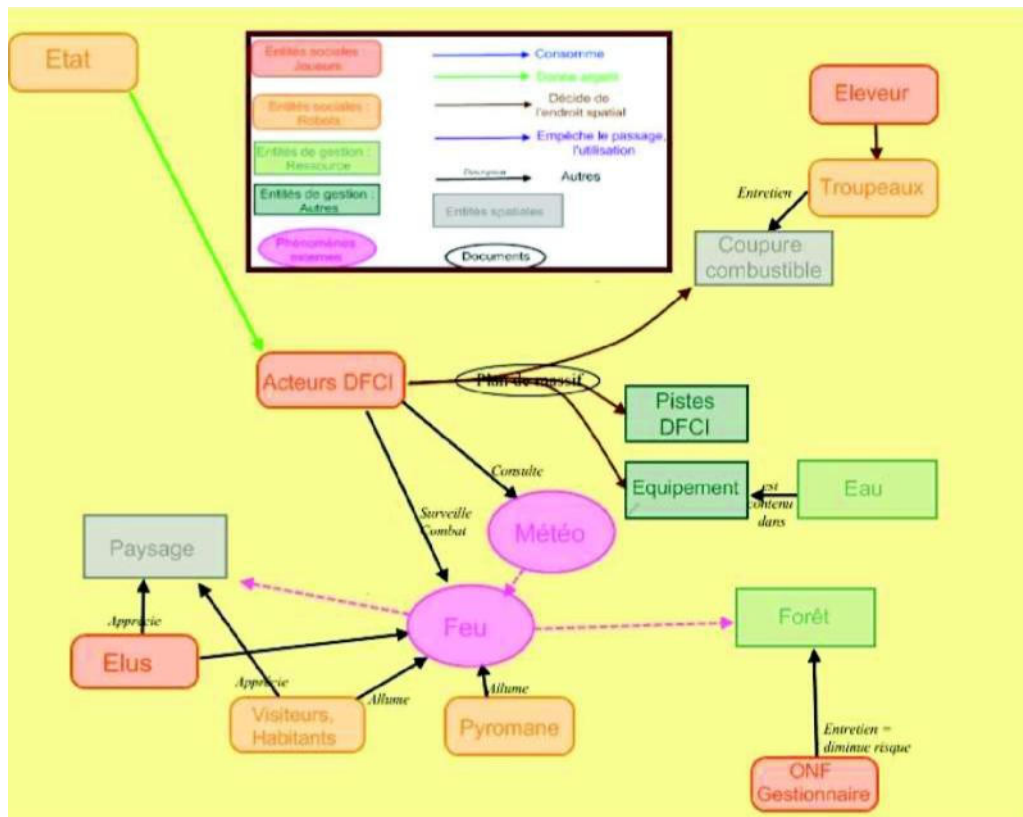 Etat
Entités sociales :
Joueurs
Entités sociales :
Robots
Entités de gestion :
Ressource
Entités de gestion :
Autres
Phénomènes
externes
Consomme
Donne argent
Décide de
l'endroit spatial
Empêche le passage,
l'utilisation
Autres
Entités spatiales
Documents
Eleveur
Troupeaux
Entretien
Coupure
combustible
Acteurs DFCI
Plan de massif
Pistes
DFCI
Equipement
est
contenu
dans
Eau
Consulte
Surveille
Combat
Météo
Paysage
Feu
Forêt
Apprécie
Elus
Apprécie
Allume
Allume
Visiteurs,
Habitants
Pyromane
Entretien =
diminue risque
ONF
Gestionnaire